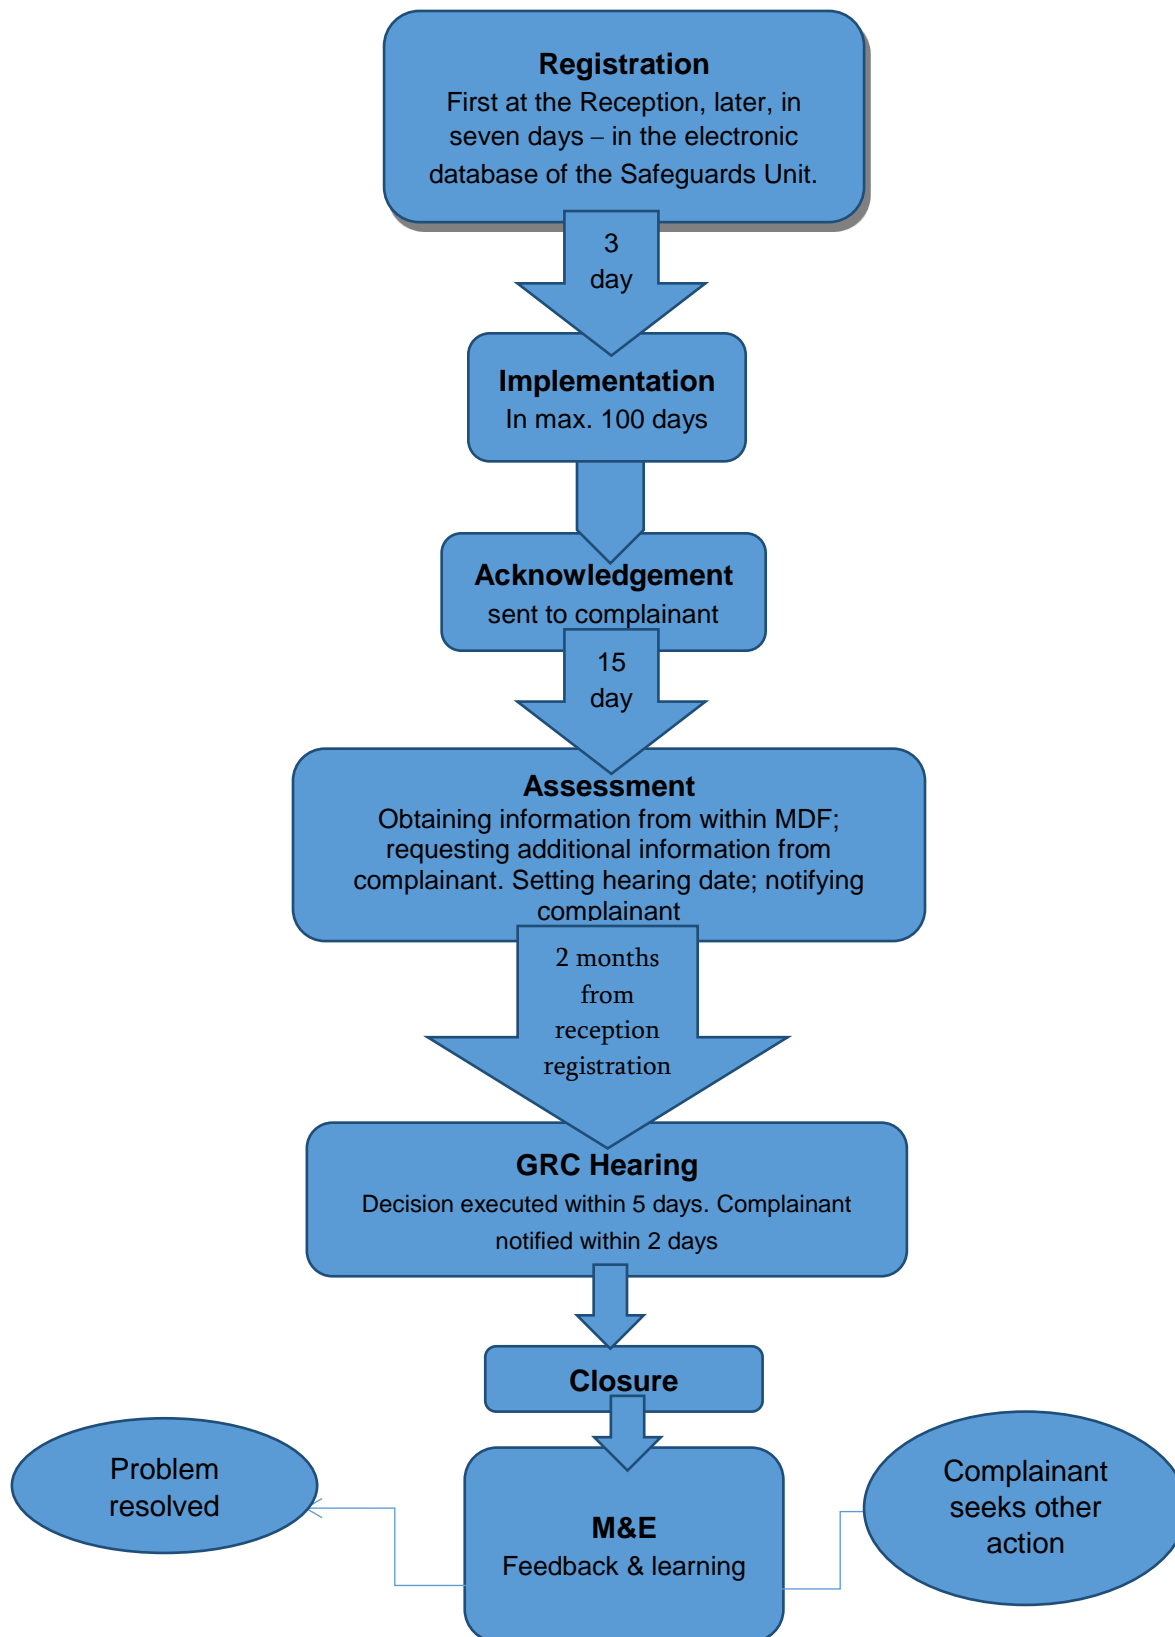 Registration
First at the Reception, later, in
seven days – in the electronic
database of the Safeguards Unit.
3
day
Implementation
In max. 100 days
Acknowledgement
sent to complainant
15
day
Assessment
Obtaining information from within MDF;
requesting additional information from
complainant. Setting hearing date; notifying
complainant
2 months
from
reception
registration
GRC Hearing
Decision executed within 5 days. Complainant
notified within 2 days
Closure
Problem
resolved
M&E
Feedback & learning
Complainant
seeks other
action